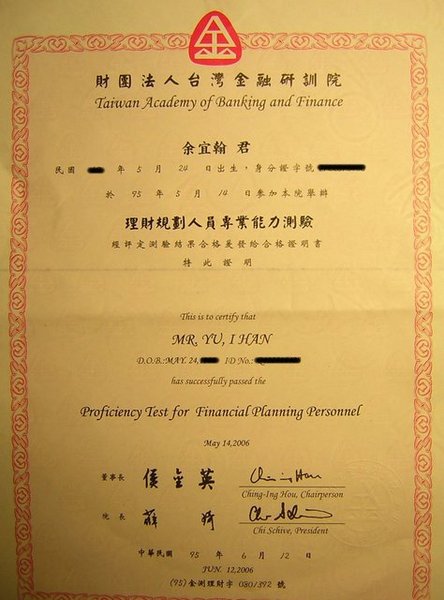 金
財團法人台灣金融研訓院
Taiwan Academy of Banking and Finance
余宜翰 君
民國 年 5 月 24 日出生，身分證字號
於 95 年 5 月 14 日參加本院舉辦
理財規劃人員專業能力測驗
經評定測驗結果合格爰發給合格證明書
特此證明
This is to certify that
MR. YU, I HAN
D.O.B.:MAY. 24, ID No.:
has successfully passed the
Proficiency Test for Financial Planning Personnel
May 14,2006
董事長 侯金英
Ching-Ing Hou, Chairperson
院 長 薛琦
Chi Schive, President
中華民國 95 年 6 月 12 日
JUN. 12,2006
(95) 金測理財字 0801392 號